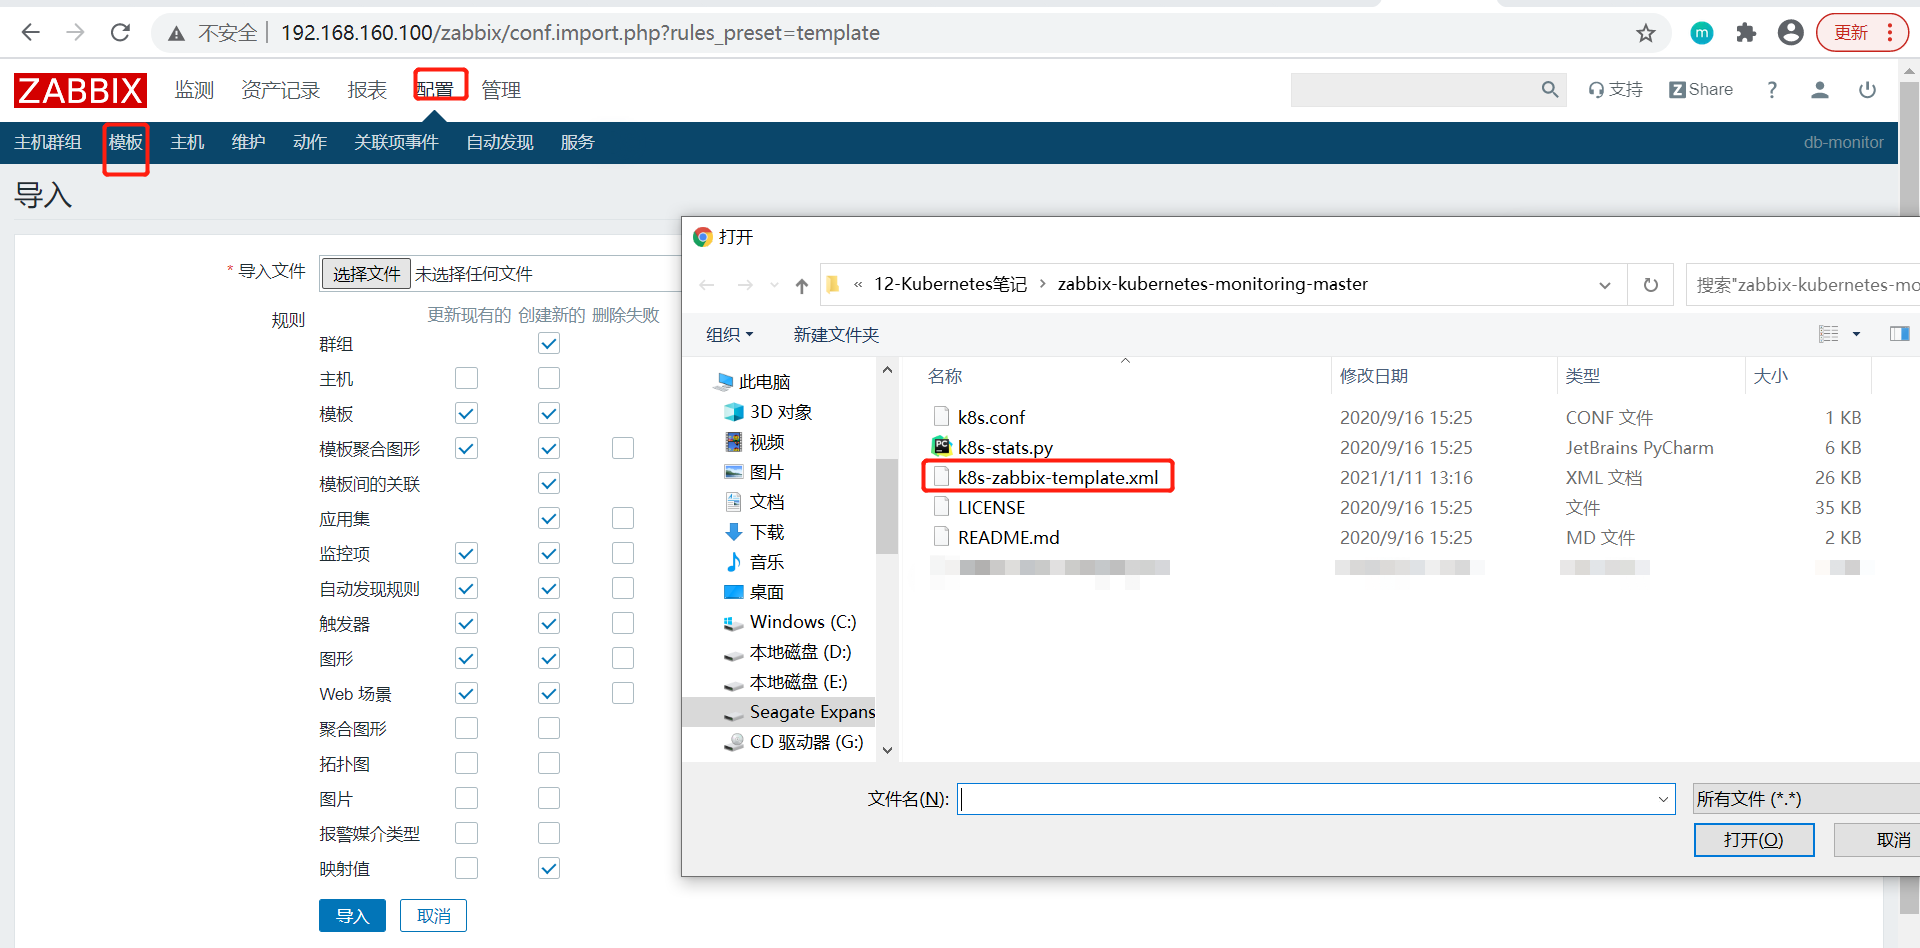 不安全 192.168.160.100/zabbix/conf.import.php?rules_preset=template m 更新
ZABBIX 监测 资产记录 报表 配置 管理 支持 Z Share ?
主机群组 模板 主机 维护 动作 关联项事件 自动发现 服务 db-monitor
导入
* 导入文件 选择文件 未选择任何文件
规则 更新现有的 创建新的 删除失败
群组
主机
模板
模板聚合图形
模板间的关联
应用集
监控项
自动发现规则
触发器
图形
Web 场景
聚合图形
拓扑图
图片
报警媒介类型
映射值
导入 取消
打开
« 12-Kubernetes笔记 › zabbix-kubernetes-monitoring-master 搜索"zabbix-kubernetes-mo
组织 新建文件夹
此电脑
3D 对象
视频
图片
文档
下载
音乐
桌面
Windows (C:)
本地磁盘 (D:)
本地磁盘 (E:)
Seagate Expans
CD 驱动器 (G:)
名称 修改日期 类型 大小
k8s.conf 2020/9/16 15:25 CONF 文件 1 KB
PC k8s-stats.py 2020/9/16 15:25 JetBrains PyCharm 6 KB
k8s-zabbix-template.xml 2021/1/11 13:16 XML 文档 26 KB
LICENSE 2020/9/16 15:25 文件 35 KB
README.md 2020/9/16 15:25 MD 文件 2 KB
文件名(N): 所有文件 (*.*)
打开(O) 取消